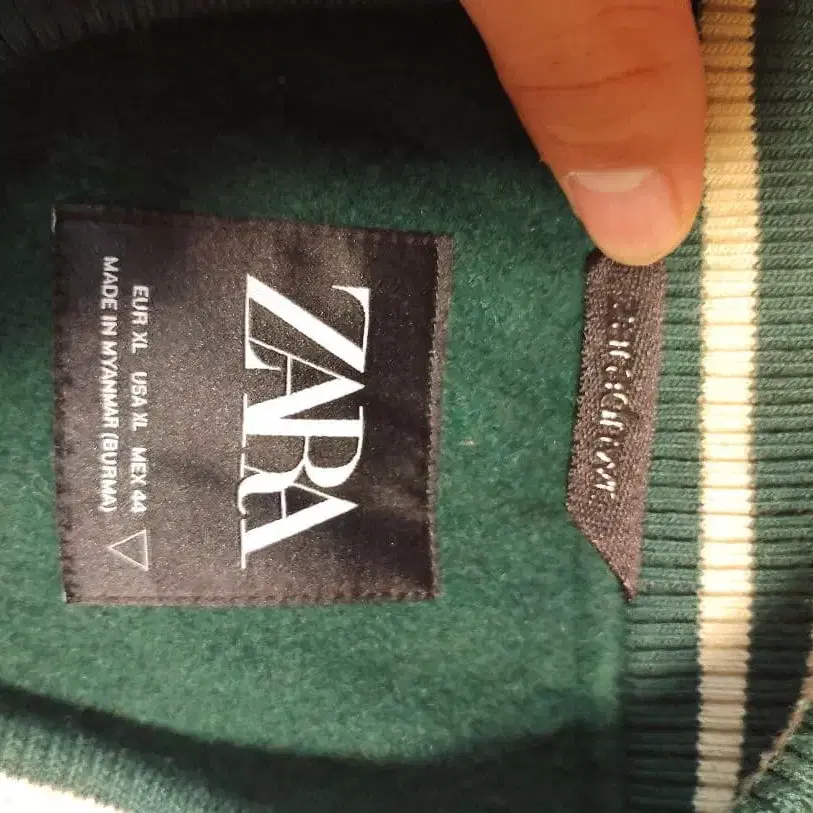 ZARA
EUR XL USA XL MEX 44
MADE IN MYANMAR (BURMA)